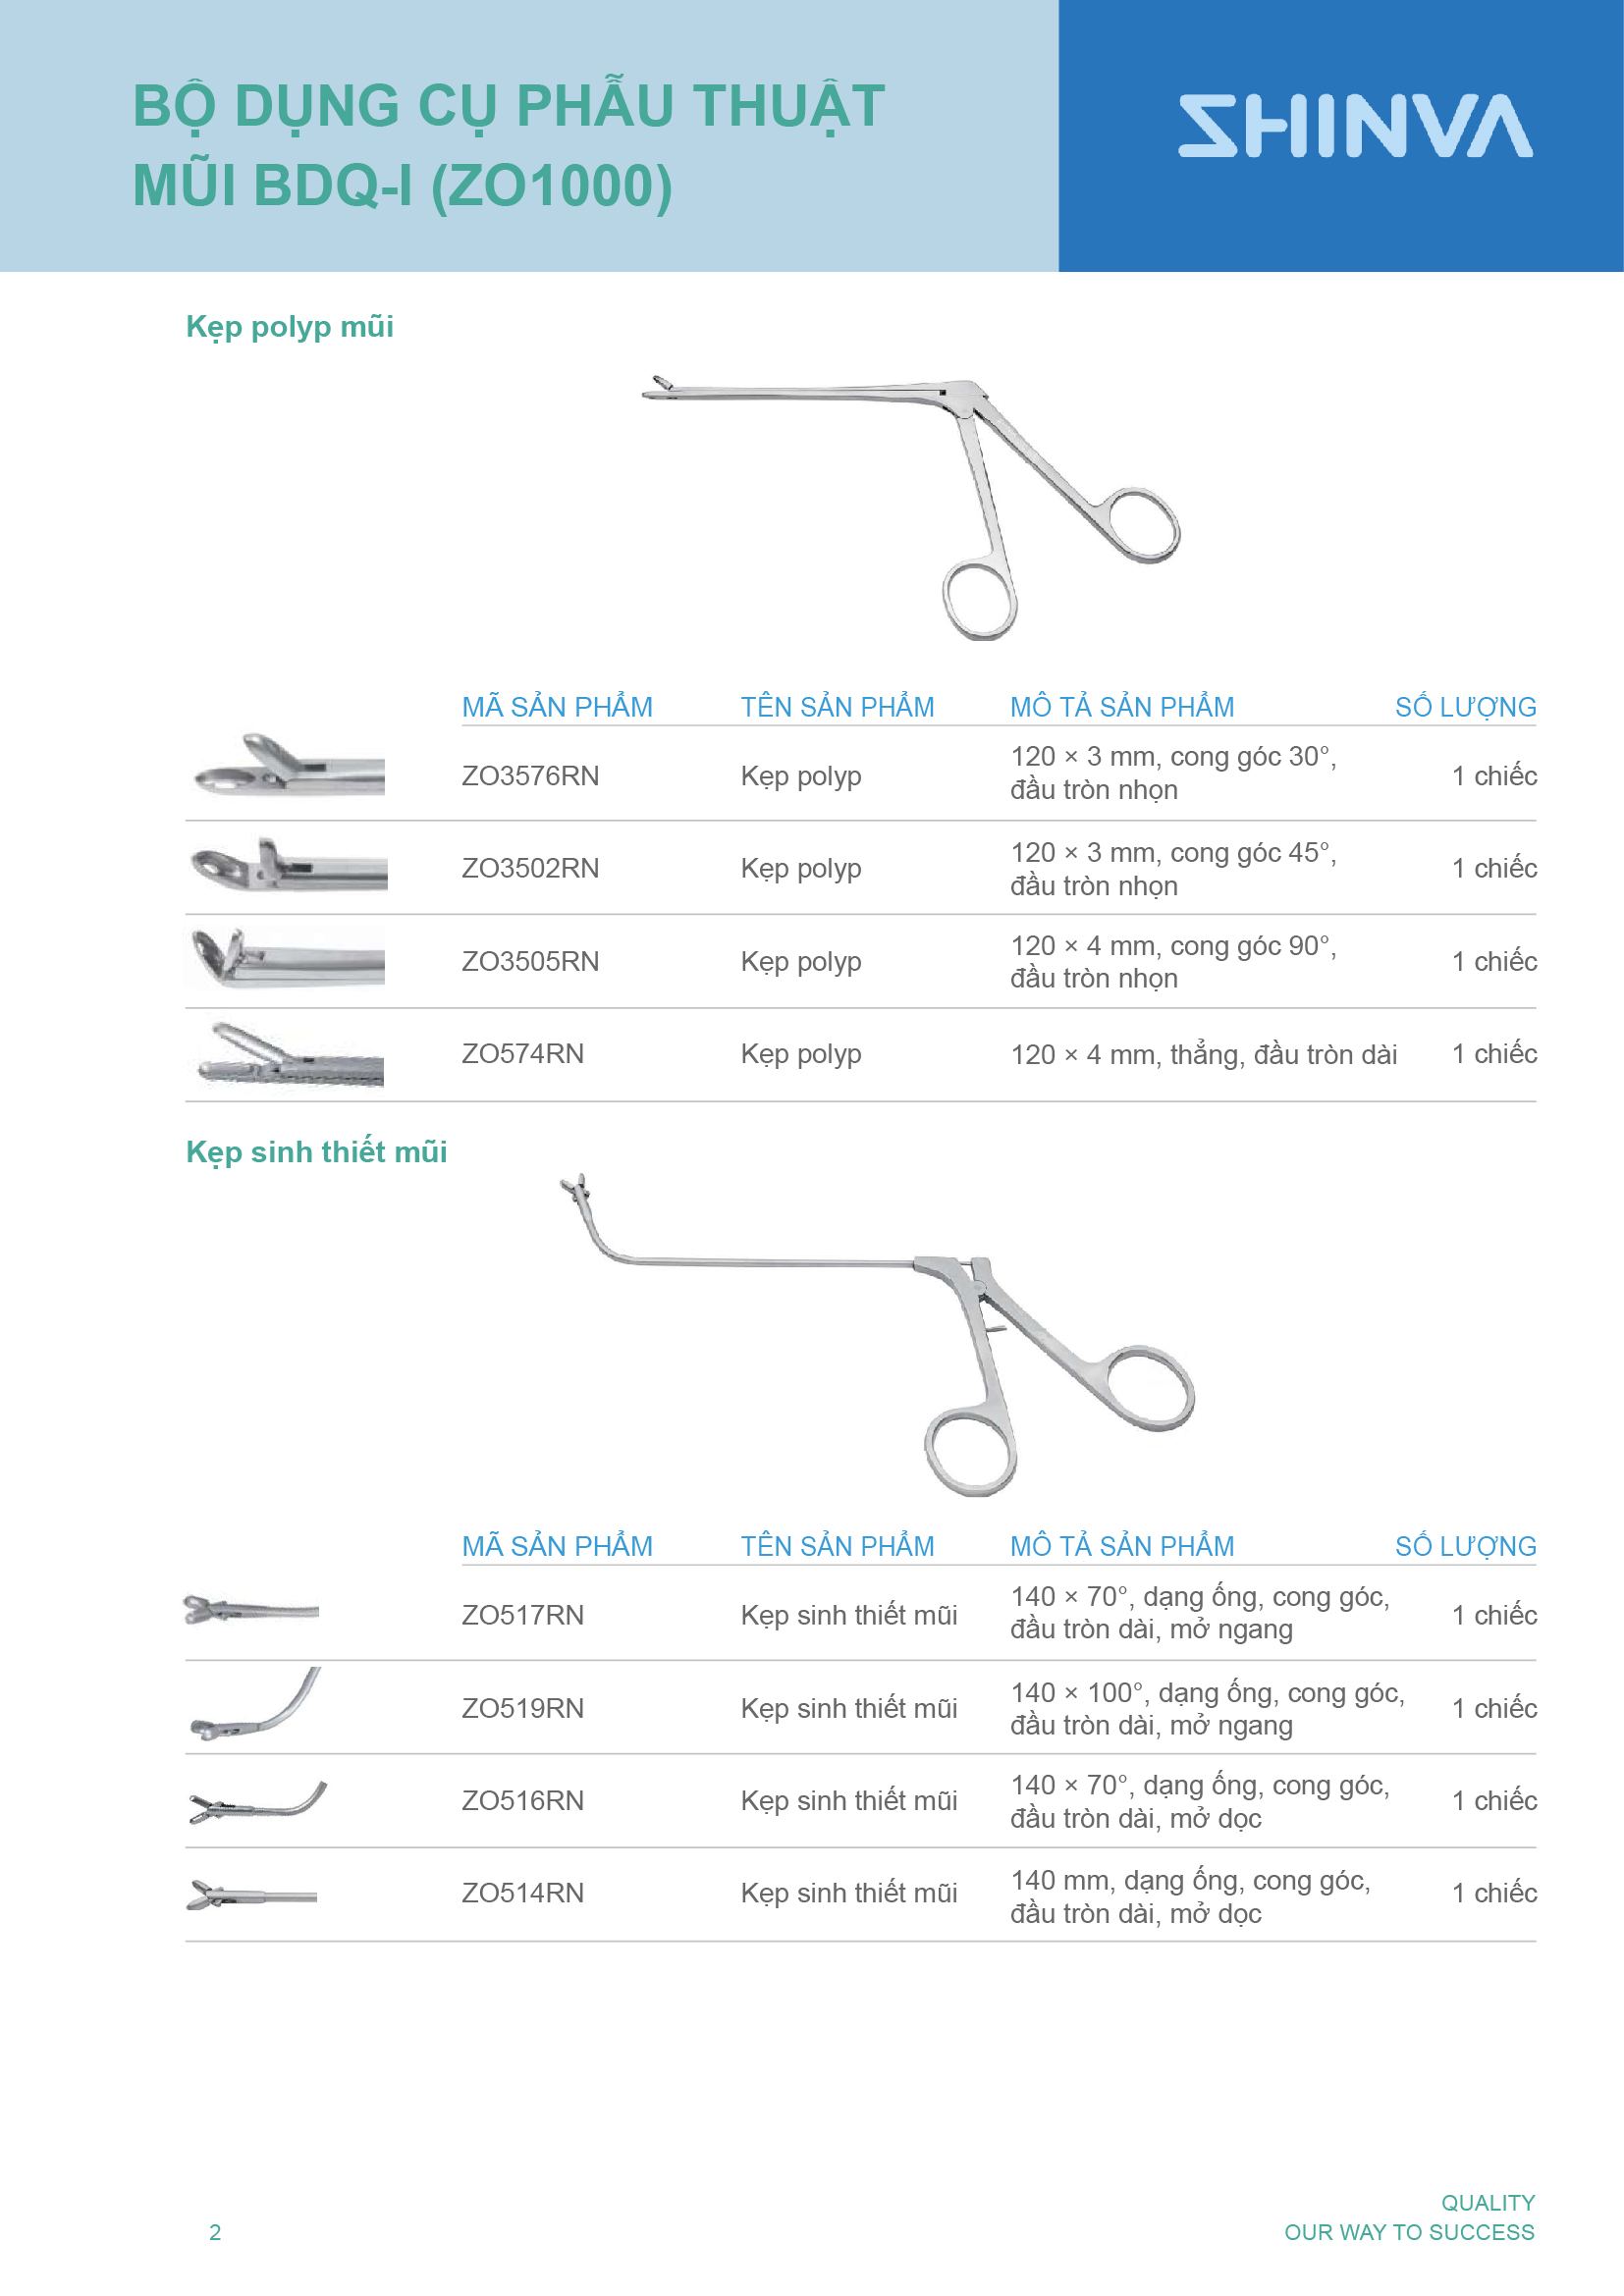 BỘ DỤNG CỤ PHẪU THUẬT
MŨI BDQ-I (ZO1000)
SHINVA
Kẹp polyp mũi
MÃ SẢN PHẨM TÊN SẢN PHẨM MÔ TẢ SẢN PHẨM SỐ LƯỢNG
ZO3576RN Kẹp polyp 120 × 3 mm, cong góc 30°, 1 chiếc
đầu tròn nhọn
ZO3502RN Kẹp polyp 120 × 3 mm, cong góc 45°, 1 chiếc
đầu tròn nhọn
ZO3505RN Kẹp polyp 120 × 4 mm, cong góc 90°, 1 chiếc
đầu tròn nhọn
ZO574RN Kẹp polyp 120 × 4 mm, thẳng, đầu tròn dài 1 chiếc
Kẹp sinh thiết mũi
MÃ SẢN PHẨM TÊN SẢN PHẨM MÔ TẢ SẢN PHẨM SỐ LƯỢNG
ZO517RN Kẹp sinh thiết mũi 140 × 70°, dạng ống, cong góc, 1 chiếc
đầu tròn dài, mở ngang
ZO519RN Kẹp sinh thiết mũi 140 × 100°, dạng ống, cong góc, 1 chiếc
đầu tròn dài, mở ngang
ZO516RN Kẹp sinh thiết mũi 140 × 70°, dạng ống, cong góc, 1 chiếc
đầu tròn dài, mở dọc
ZO514RN Kẹp sinh thiết mũi 140 mm, dạng ống, cong góc, 1 chiếc
đầu tròn dài, mở dọc
QUALITY
2 OUR WAY TO SUCCESS